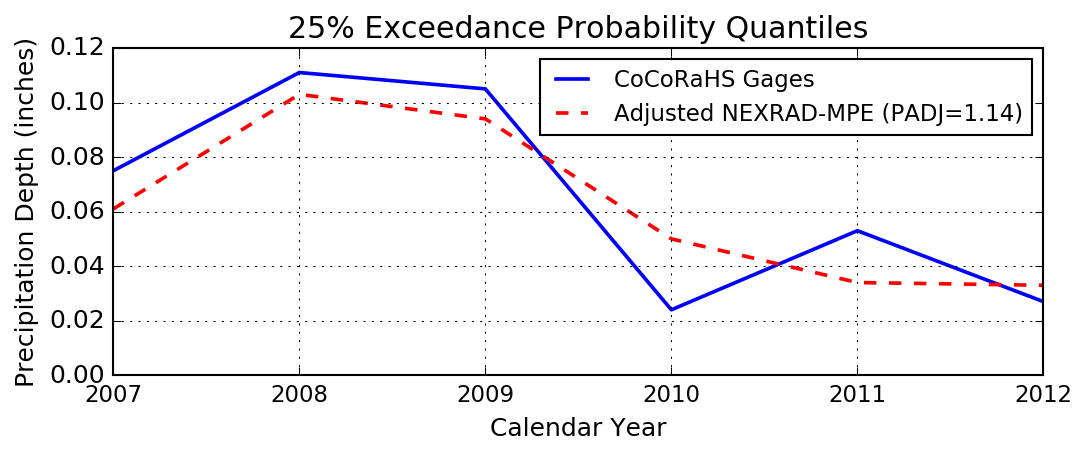 25% Exceedance Probability Quantiles
Precipitation Depth (inches)
0.12
0.10
0.08
0.06
0.04
0.02
0.00
CoCoRaHS Gages
Adjusted NEXRAD-MPE (PADJ=1.14)
2007 2008 2009 2010 2011 2012
Calendar Year